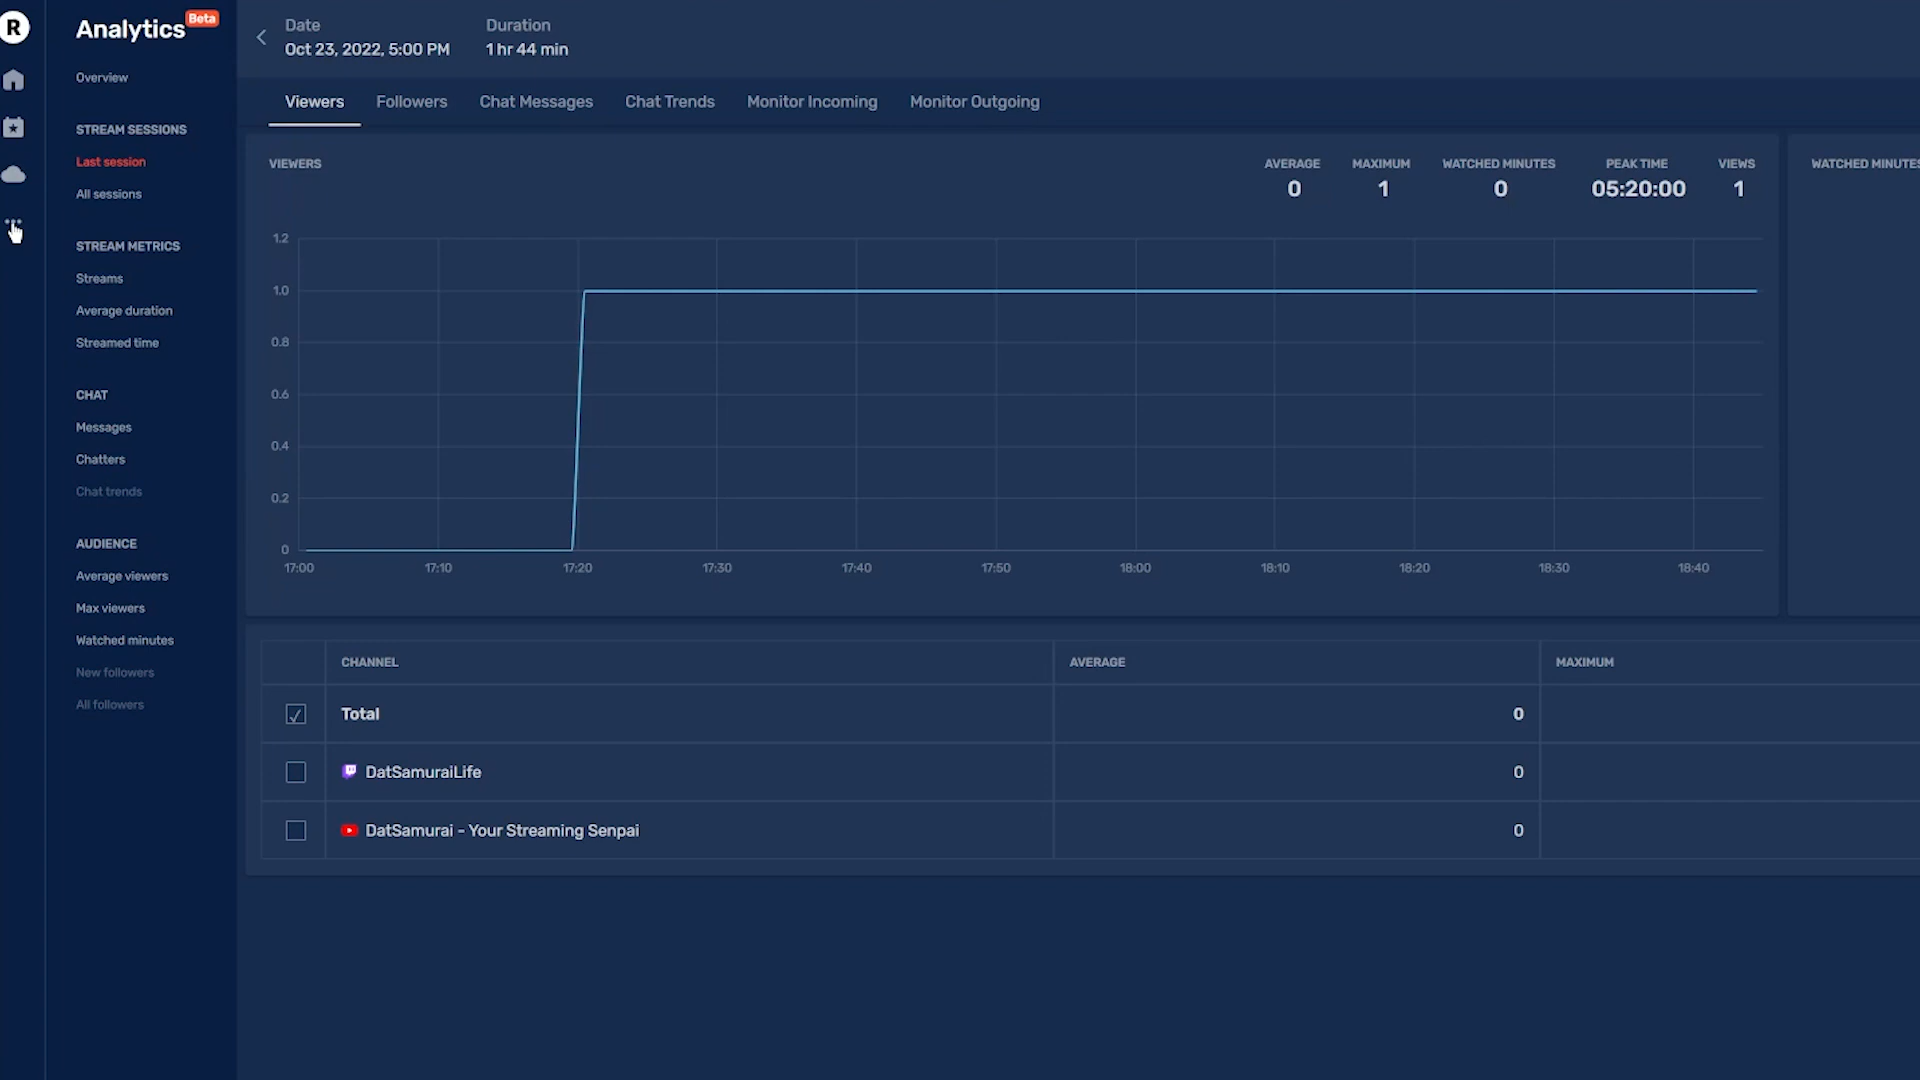 R
Analytics Beta
Overview
STREAM SESSIONS
Last session
All sessions
STREAM METRICS
Streams
Average duration
Streamed time
CHAT
Messages
Chatters
Chat trends
AUDIENCE
Average viewers
Max viewers
Watched minutes
New followers
All followers
Date
Oct 23, 2022, 5:00 PM
Duration
1 hr 44 min
Viewers Followers Chat Messages Chat Trends Monitor Incoming Monitor Outgoing
VIEWERS
AVERAGE MAXIMUM WATCHED MINUTES PEAK TIME VIEWS
0 1 0 05:20:00 1
WATCHED MINUTES
1.2
1.0
0.8
0.6
0.4
0.2
0
17:00 17:10 17:20 17:30 17:40 17:50 18:00 18:10 18:20 18:30 18:40
CHANNEL AVERAGE MAXIMUM
Total 0
DatSamuraiLife 0
DatSamurai - Your Streaming Senpai 0